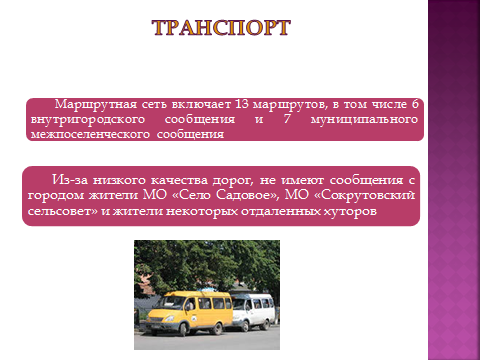 ТРАНСПОРТ
Маршрутная сеть включает 13 маршрутов, в том числе 6
внутригородского сообщения и 7 муниципального
межпоселенческого сообщения
Из-за низкого качества дорог, не имеют сообщения с
городом жители МО «Село Садовое», МО «Сокрутовский
сельсовет» и жители некоторых отдаленных хуторов